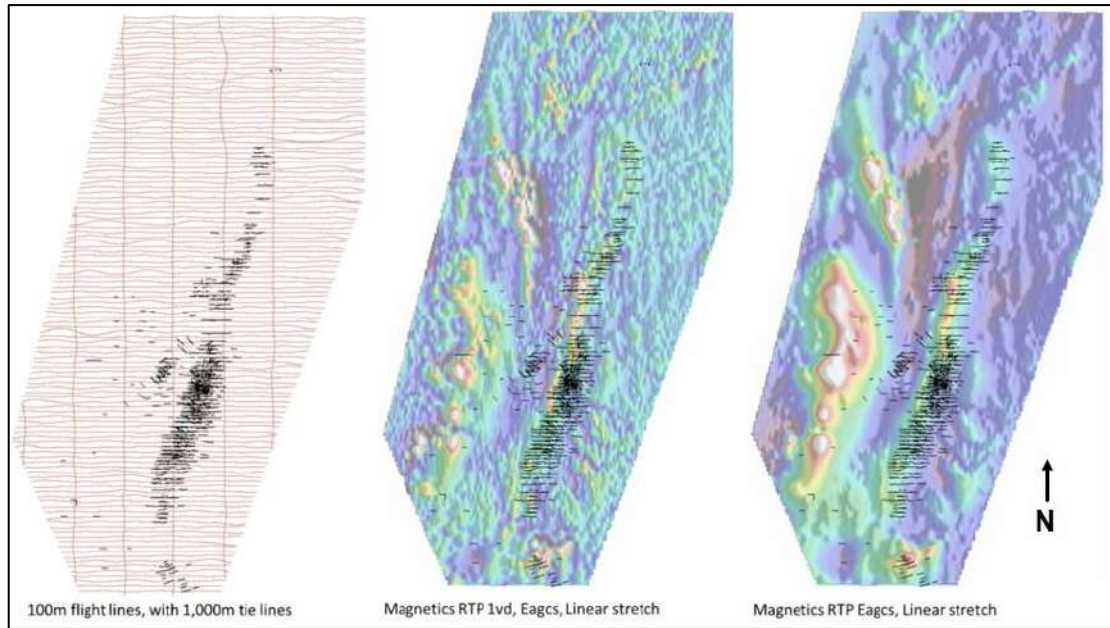 N
100m flight lines, with 1,000m tie lines
Magnetics RTP 1vd, Eagcs, Linear stretch
Magnetics RTP Eagcs, Linear stretch